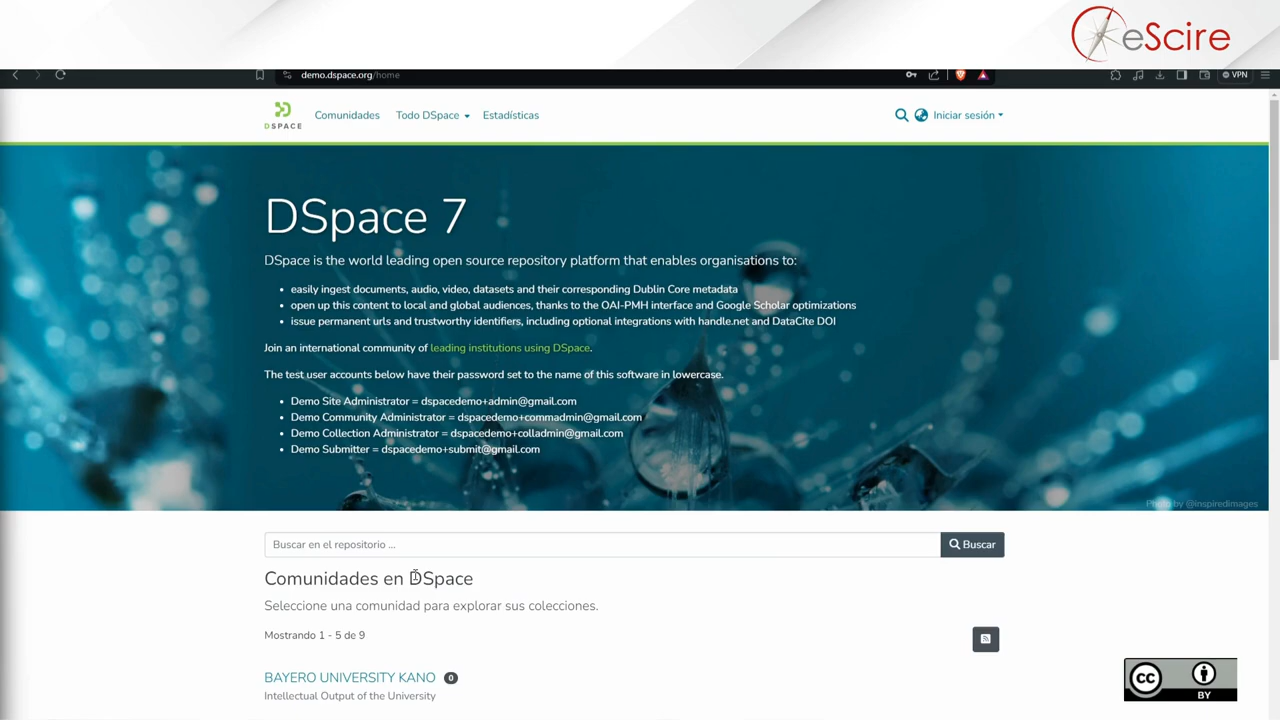 eScire
demo.dspace.org/home
VPN
DSPACE
Comunidades
Todo DSpace
Estadísticas
Iniciar sesión
DSpace 7
DSpace is the world leading open source repository platform that enables organisations to:
easily ingest documents, audio, video, datasets and their corresponding Dublin Core metadata
open up this content to local and global audiences, thanks to the OAI-PMH interface and Google Scholar optimizations
issue permanent urls and trustworthy identifiers, including optional integrations with handle.net and DataCite DOI
Join an international community of leading institutions using DSpace.
The test user accounts below have their password set to the name of this software in lowercase.
Demo Site Administrator = dspacedemo+admin@gmail.com
Demo Community Administrator = dspacedemo+commadmin@gmail.com
Demo Collection Administrator = dspacedemo+colladmin@gmail.com
Demo Submitter = dspacedemo+submit@gmail.com
Photo by @inspiredimages
Buscar en el repositorio ...
Buscar
Comunidades en DSpace
Seleccione una comunidad para explorar sus colecciones.
Mostrando 1 - 5 de 9
BAYERO UNIVERSITY KANO 0
Intellectual Output of the University
cc
BY